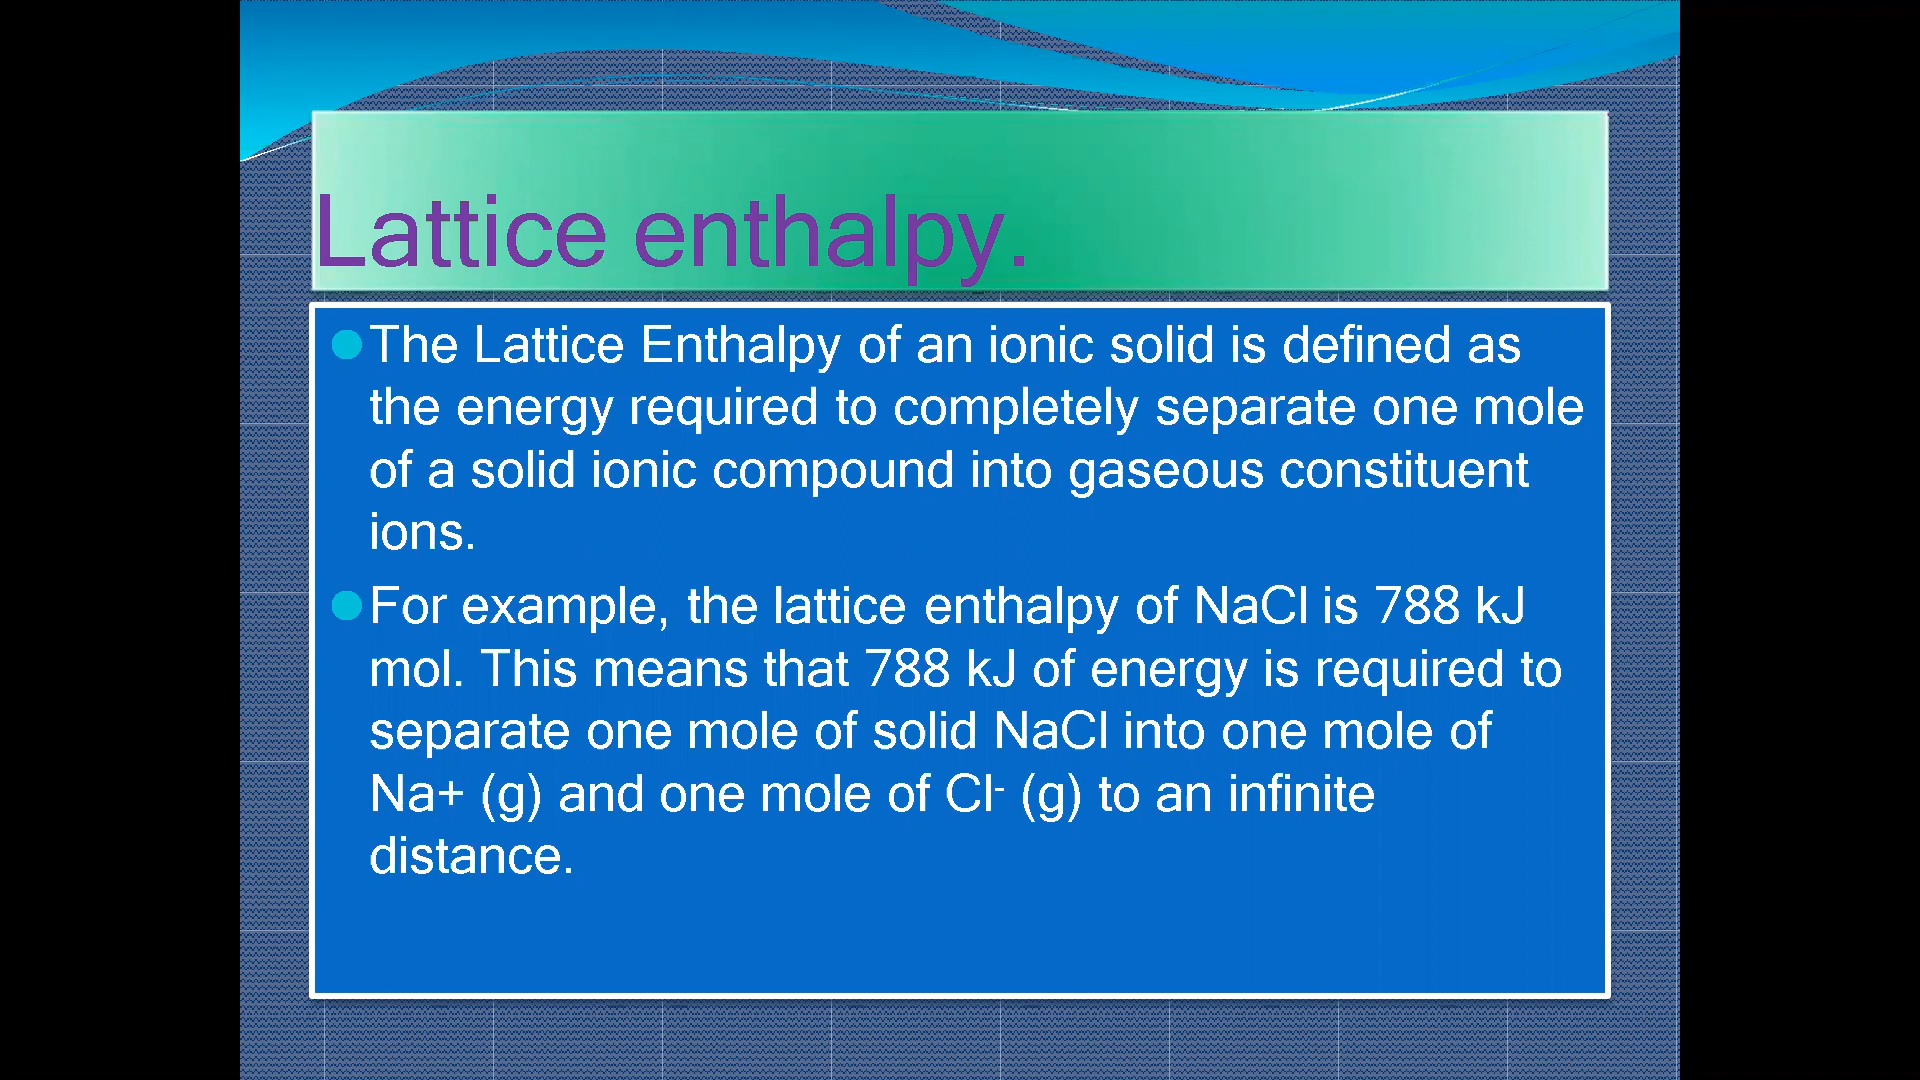 Lattice enthalpy.
The Lattice Enthalpy of an ionic solid is defined as
the energy required to completely separate one mole
of a solid ionic compound into gaseous constituent
ions.
For example, the lattice enthalpy of NaCl is 788 kJ
mol. This means that 788 kJ of energy is required to
separate one mole of solid NaCl into one mole of
Na+ (g) and one mole of Cl- (g) to an infinite
distance.